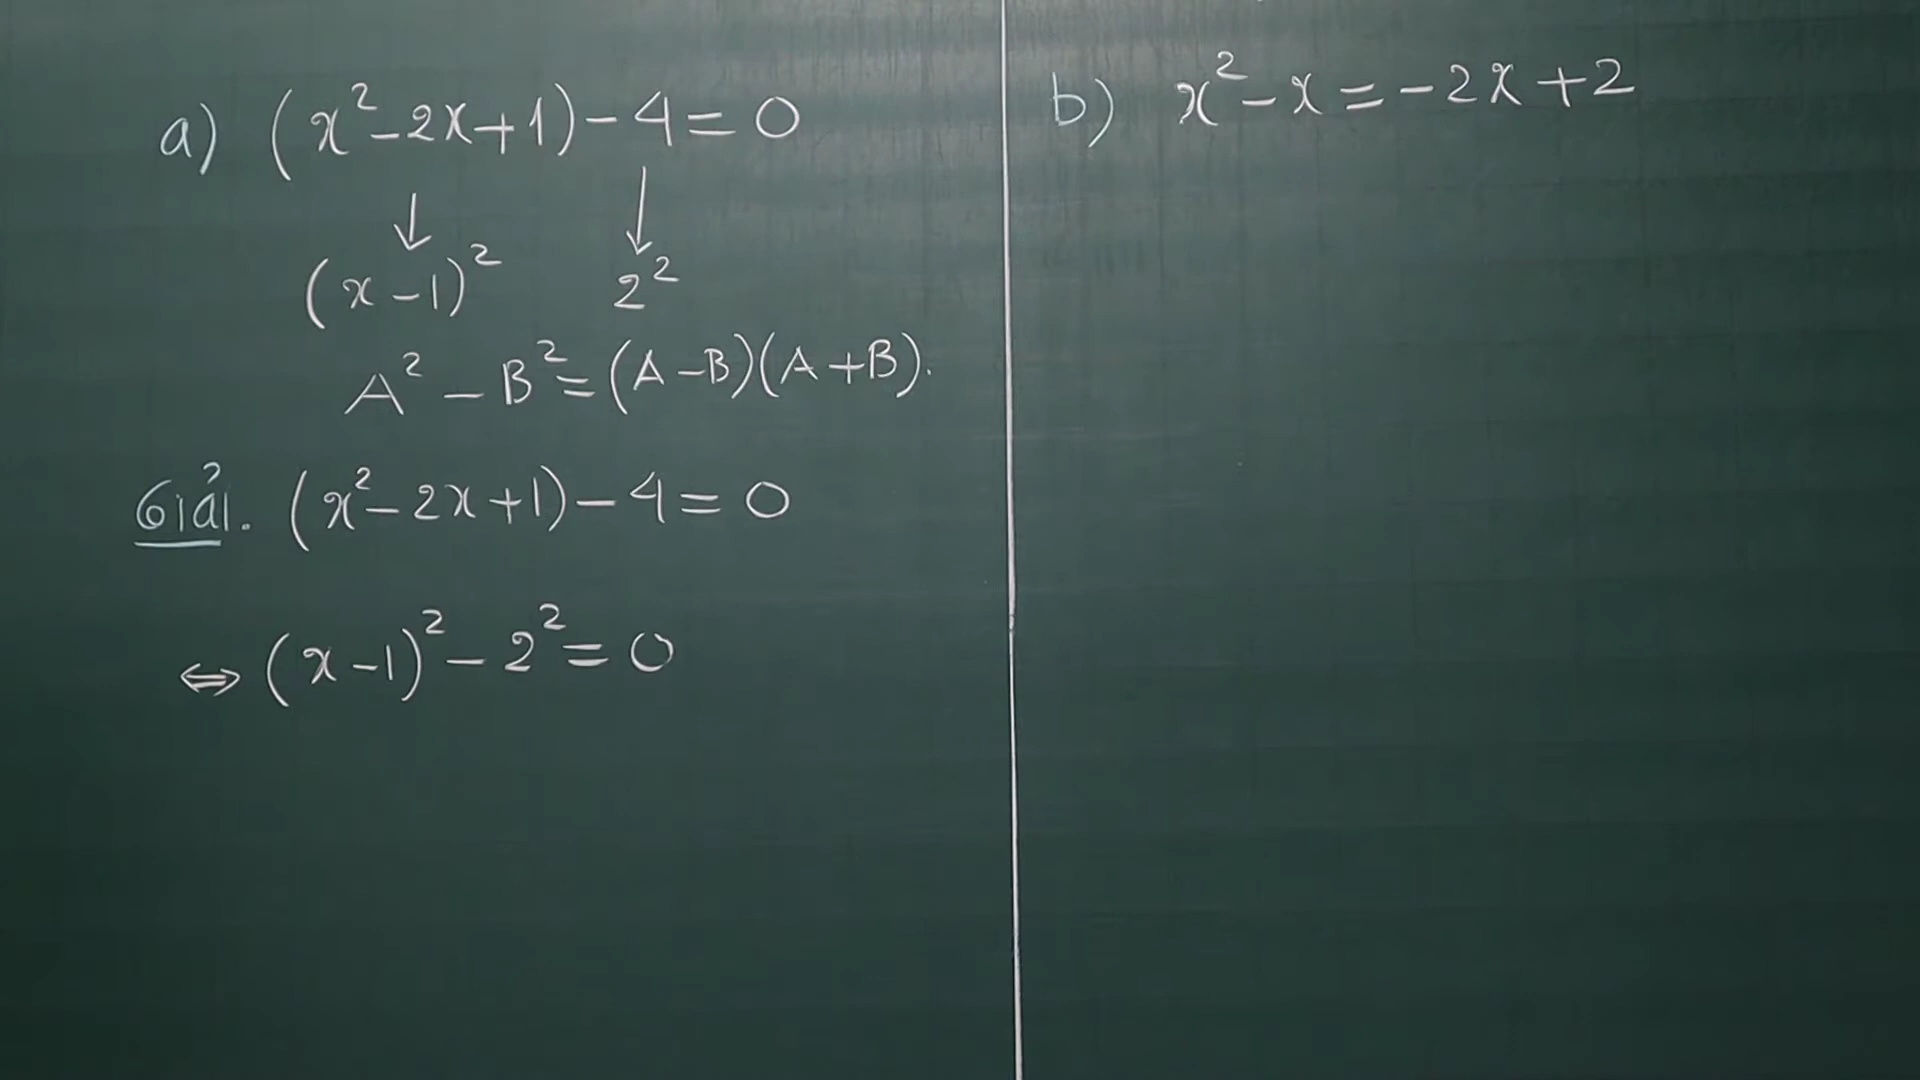 a) (x² - 2x + 1) - 4 = 0
↓ ↓
(x - 1)² 2²
A² - B² = (A - B)(A + B).
Giải. (x² - 2x + 1) - 4 = 0
⇔ (x - 1)² - 2² = 0
b) x² - x = -2x + 2